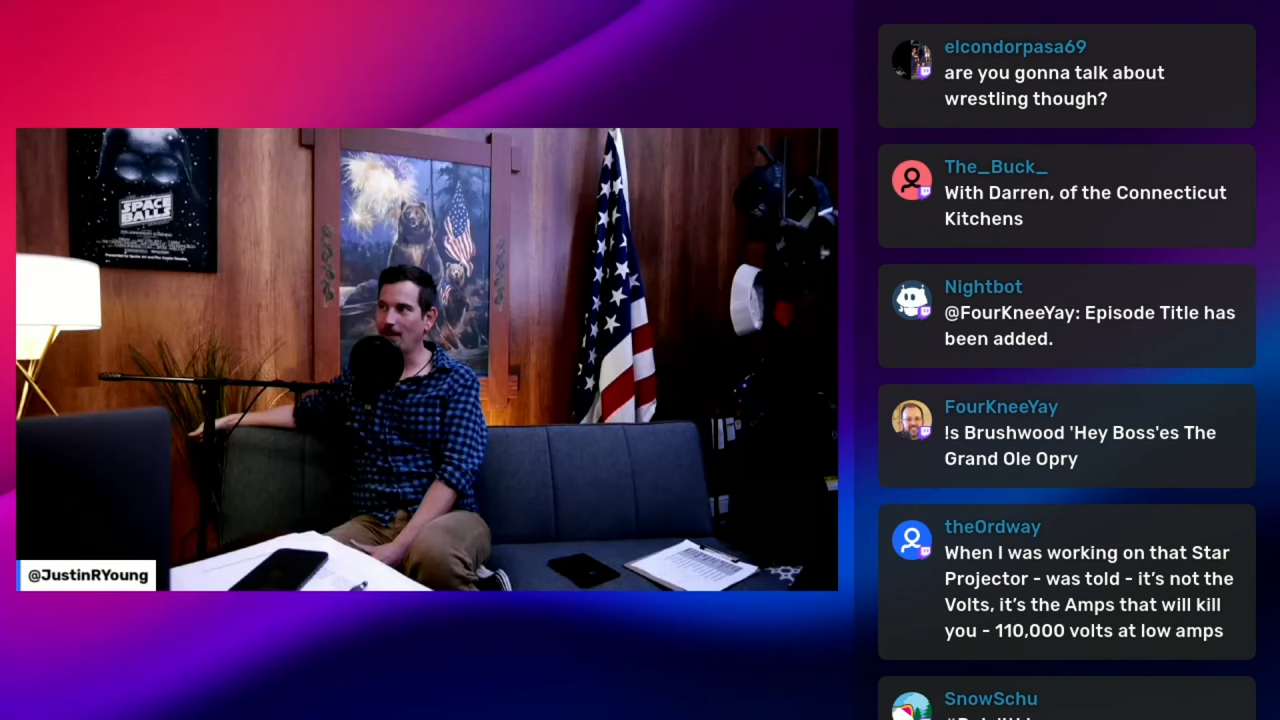 SPACE
BALLS
@JustinRYoung
elcondorpasa69
are you gonna talk about
wrestling though?
The_Buck_
With Darren, of the Connecticut
Kitchens
Nightbot
@FourKneeYay: Episode Title has
been added.
FourKneeYay
!s Brushwood 'Hey Boss'es The
Grand Ole Opry
theOrdway
When I was working on that Star
Projector - was told - it’s not the
Volts, it’s the Amps that will kill
you - 110,000 volts at low amps
SnowSchu